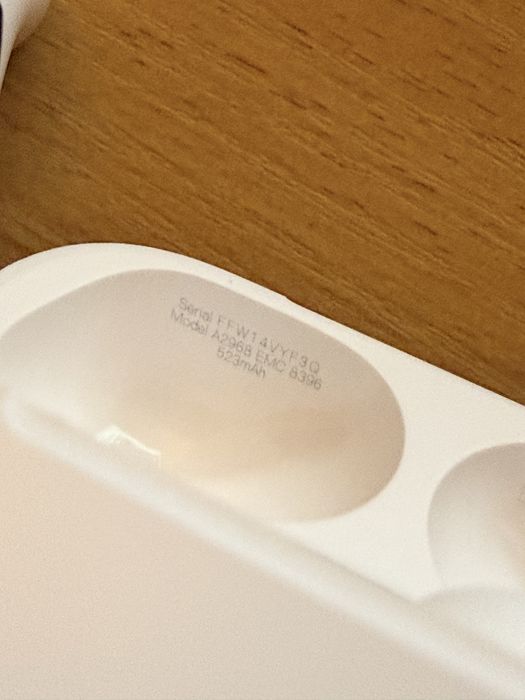 Serial FFW14VYF3Q
Model A2968 EMC 8396
523mAh